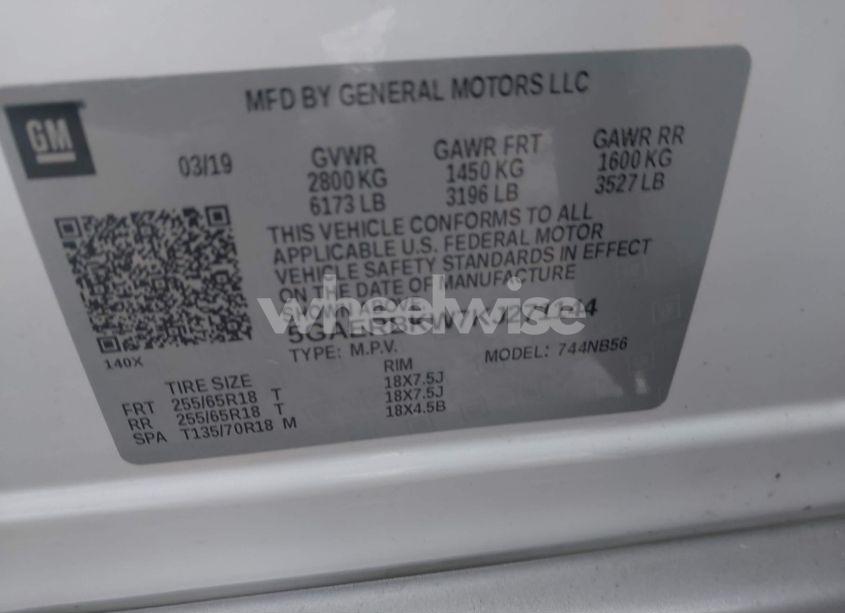 MFD BY GENERAL MOTORS LLC
GM
03/19
GVWR
2800 KG
6173 LB
GAWR FRT
1450 KG
3196 LB
GAWR RR
1600 KG
3527 LB
THIS VEHICLE CONFORMS TO ALL
APPLICABLE U.S. FEDERAL MOTOR
VEHICLE SAFETY STANDARDS IN EFFECT
ON THE DATE OF MANUFACTURE
SHOWN ABOVE
wheelwise
140X
TYPE: M.P.V.
MODEL: 744NB56
TIRE SIZE
RIM
FRT 255/65R18 T 18X7.5J
RR 255/65R18 T 18X7.5J
SPA T135/70R18 M 18X4.5B